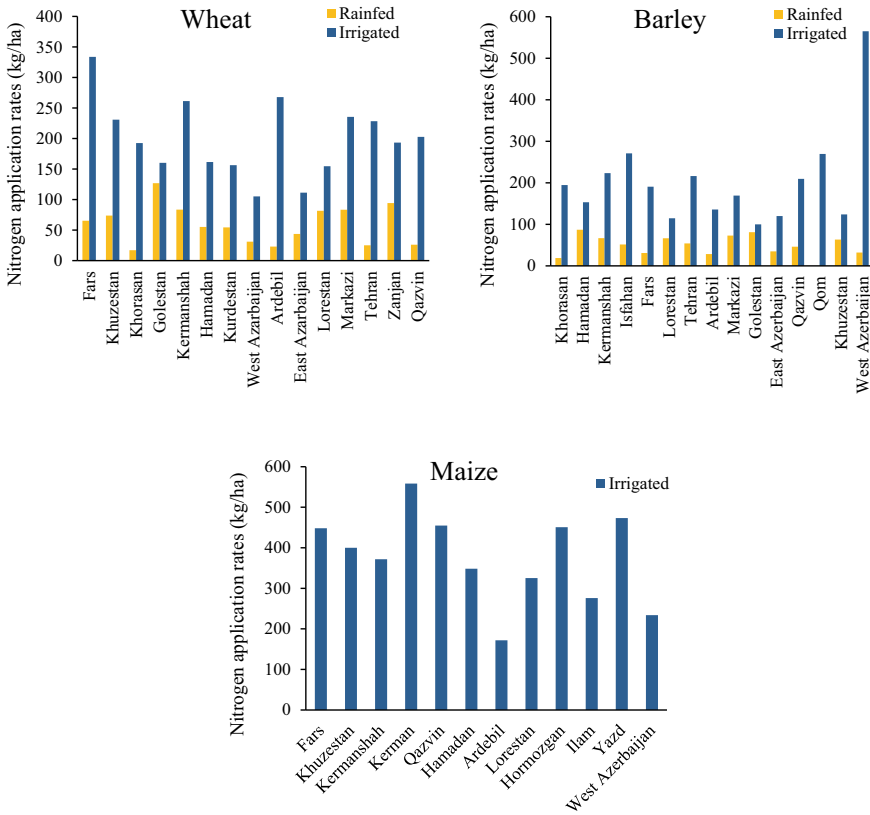 Wheat
Rainfed
Irrigated
Nitrogen application rates (kg/ha)
400
350
300
250
200
150
100
50
0
Fars
Khuzestan
Khorasan
Golestan
Kermanshah
Hamadan
Kurdestan
West Azarbaijan
Ardebil
East Azarbaijan
Lorestan
Markazi
Tehran
Zanjan
Qazvin
Barley
Rainfed
Irrigated
Nitrogen application rates (kg/ha)
600
500
400
300
200
100
0
Khorasan
Hamadan
Kermanshah
Isfahan
Fars
Lorestan
Tehran
Ardebil
Markazi
Golestan
East Azerbaijan
Qazvin
Qom
Khuzestan
West Azerbaijan
Maize
Irrigated
Nitrogen application rates (kg/ha)
600
500
400
300
200
100
0
Fars
Khuzestan
Kermanshah
Kerman
Qazvin
Hamadan
Ardebil
Lorestan
Hormozgan
Ilam
Yazd
West Azerbaijan